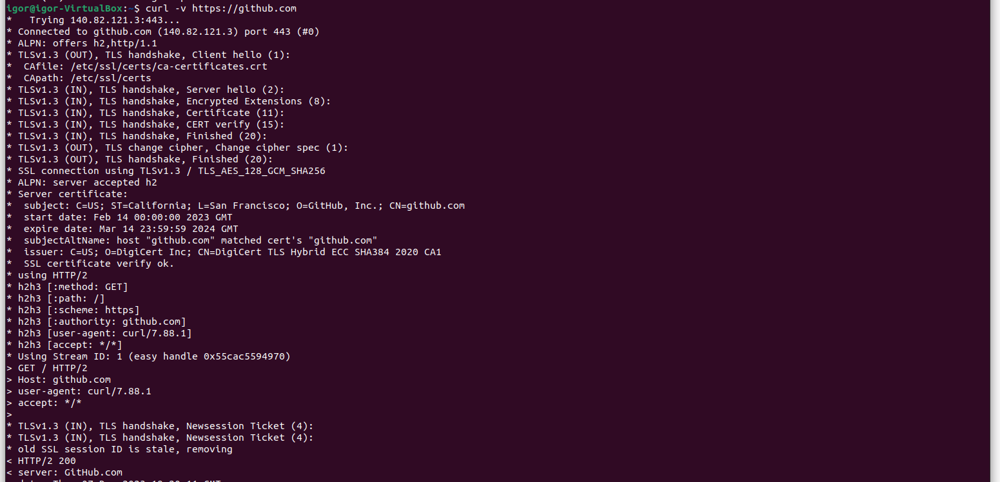 igor@igor-VirtualBox:~$ curl -v https://github.com
*   Trying 140.82.121.3:443...
* Connected to github.com (140.82.121.3) port 443 (#0)
* ALPN: offers h2,http/1.1
* TLSv1.3 (OUT), TLS handshake, Client hello (1):
*  CAfile: /etc/ssl/certs/ca-certificates.crt
*  CApath: /etc/ssl/certs
* TLSv1.3 (IN), TLS handshake, Server hello (2):
* TLSv1.3 (IN), TLS handshake, Encrypted Extensions (8):
* TLSv1.3 (IN), TLS handshake, Certificate (11):
* TLSv1.3 (IN), TLS handshake, CERT verify (15):
* TLSv1.3 (IN), TLS handshake, Finished (20):
* TLSv1.3 (OUT), TLS change cipher, Change cipher spec (1):
* TLSv1.3 (OUT), TLS handshake, Finished (20):
* SSL connection using TLSv1.3 / TLS_AES_128_GCM_SHA256
* ALPN: server accepted h2
* Server certificate:
*  subject: C=US; ST=California; L=San Francisco; O=GitHub, Inc.; CN=github.com
*  start date: Feb 14 00:00:00 2023 GMT
*  expire date: Mar 14 23:59:59 2024 GMT
*  subjectAltName: host "github.com" matched cert's "github.com"
*  issuer: C=US; O=DigiCert Inc; CN=DigiCert TLS Hybrid ECC SHA384 2020 CA1
*  SSL certificate verify ok.
* using HTTP/2
* h2h3 [:method: GET]
* h2h3 [:path: /]
* h2h3 [:scheme: https]
* h2h3 [:authority: github.com]
* h2h3 [user-agent: curl/7.88.1]
* h2h3 [accept: */*]
* Using Stream ID: 1 (easy handle 0x55cac5594970)
> GET / HTTP/2
> Host: github.com
> user-agent: curl/7.88.1
> accept: */*
>
* TLSv1.3 (IN), TLS handshake, Newsession Ticket (4):
* TLSv1.3 (IN), TLS handshake, Newsession Ticket (4):
* old SSL session ID is stale, removing
< HTTP/2 200
< server: GitHub.com